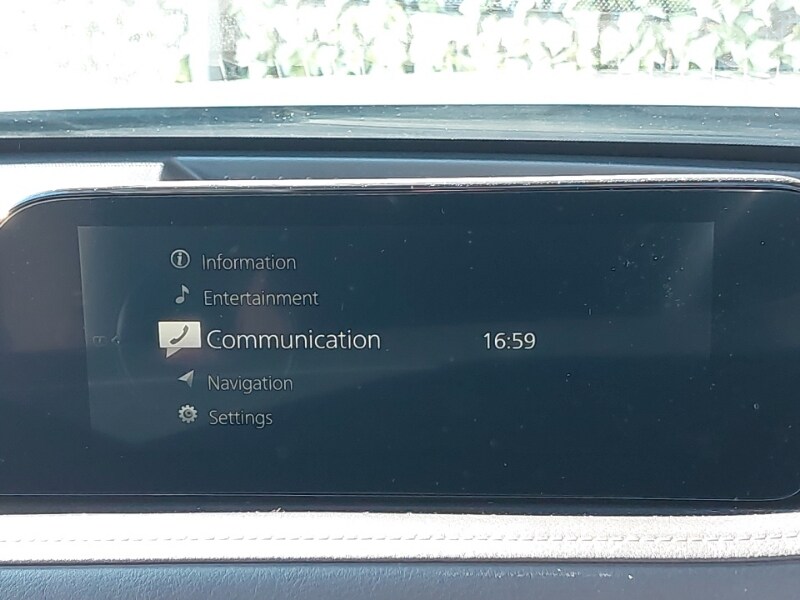 Information
Entertainment
Communication 16:59
Navigation
Settings